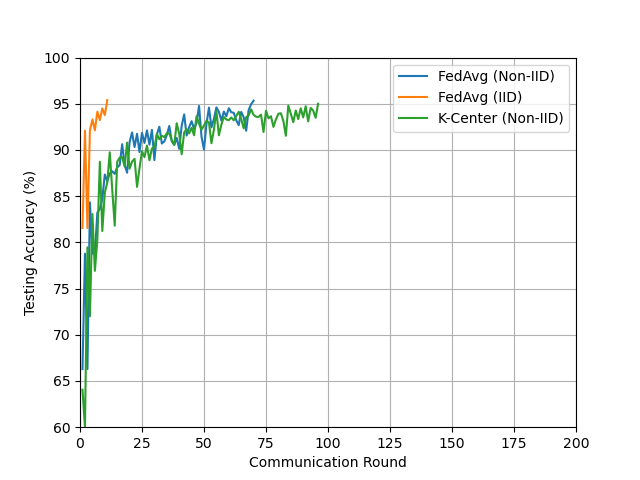 100
95
90
85
80
75
70
65
60
Testing Accuracy (%)
FedAvg (Non-IID)
FedAvg (IID)
K-Center (Non-IID)
0 25 50 75 100 125 150 175 200
Communication Round